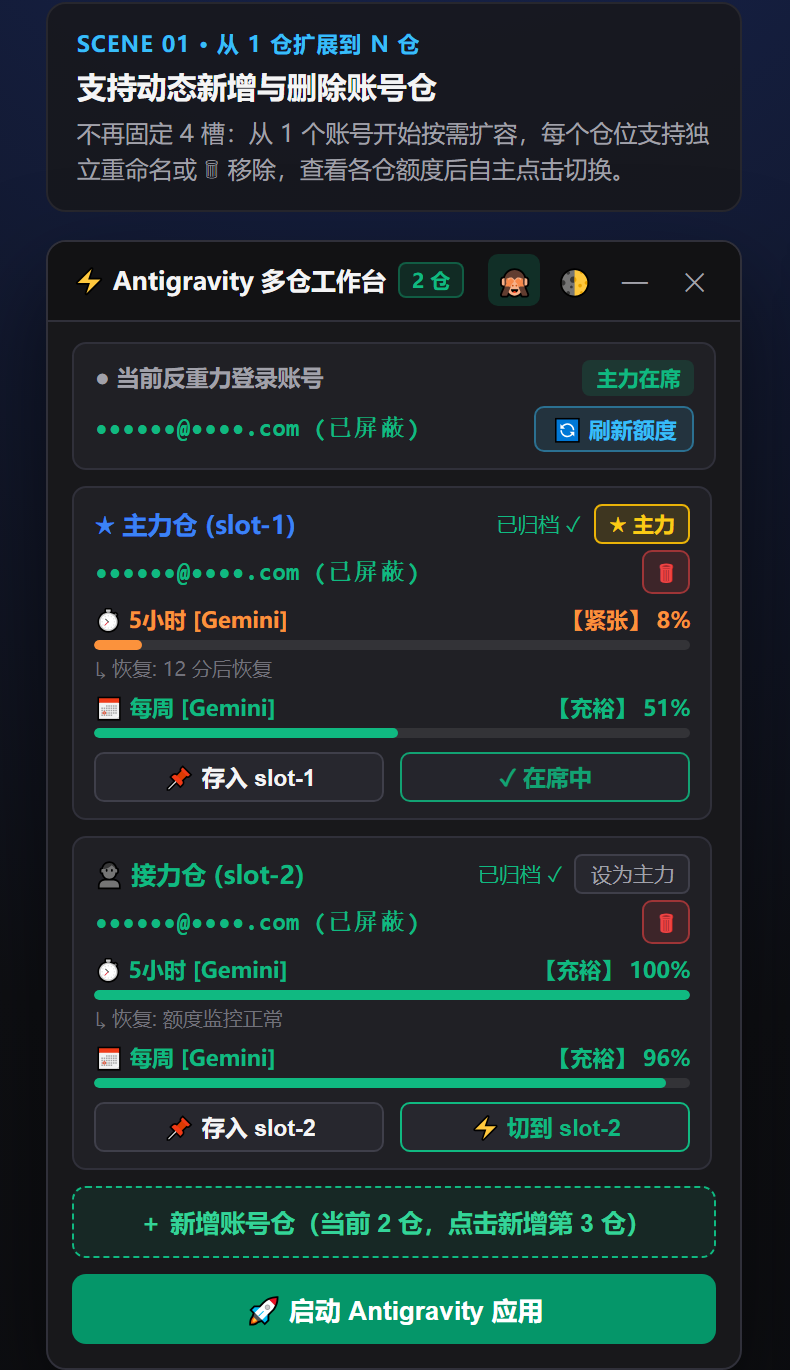 SCENE 01 • 从 1 仓扩展到 N 仓
支持动态新增与删除账号仓
不再固定 4 槽：从 1 个账号开始按需扩容，每个仓位支持独
立重命名或 🗑 移除，查看各仓额度后自主点击切换。
⚡ Antigravity 多仓工作台 2 仓
● 当前反重力登录账号 主力在席
••••••@••••.com (已屏蔽) 🔄 刷新额度
★ 主力仓 (slot-1) 已归档 ✓ ★ 主力
••••••@••••.com (已屏蔽)
⏱ 5小时 [Gemini] 【紧张】 8%
↳ 恢复: 12 分后恢复
📅 每周 [Gemini] 【充裕】 51%
📌 存入 slot-1 ✓ 在席中
👤 接力仓 (slot-2) 已归档 ✓ 设为主力
••••••@••••.com (已屏蔽)
⏱ 5小时 [Gemini] 【充裕】 100%
↳ 恢复: 额度监控正常
📅 每周 [Gemini] 【充裕】 96%
📌 存入 slot-2 ⚡ 切到 slot-2
+ 新增账号仓（当前 2 仓，点击新增第 3 仓）
🚀 启动 Antigravity 应用